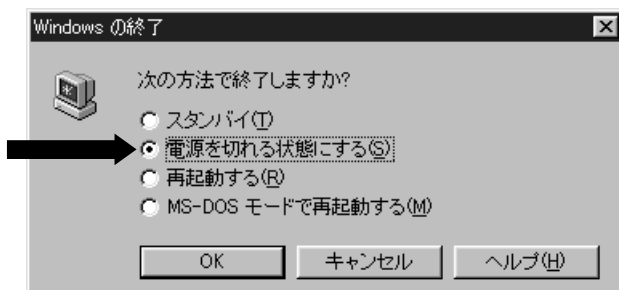 Windows の終了
次の方法で終了しますか?
スタンバイ(T)
電源を切れる状態にする(S)
再起動する(R)
MS-DOS モードで再起動する(M)
OK キャンセル ヘルプ(H)